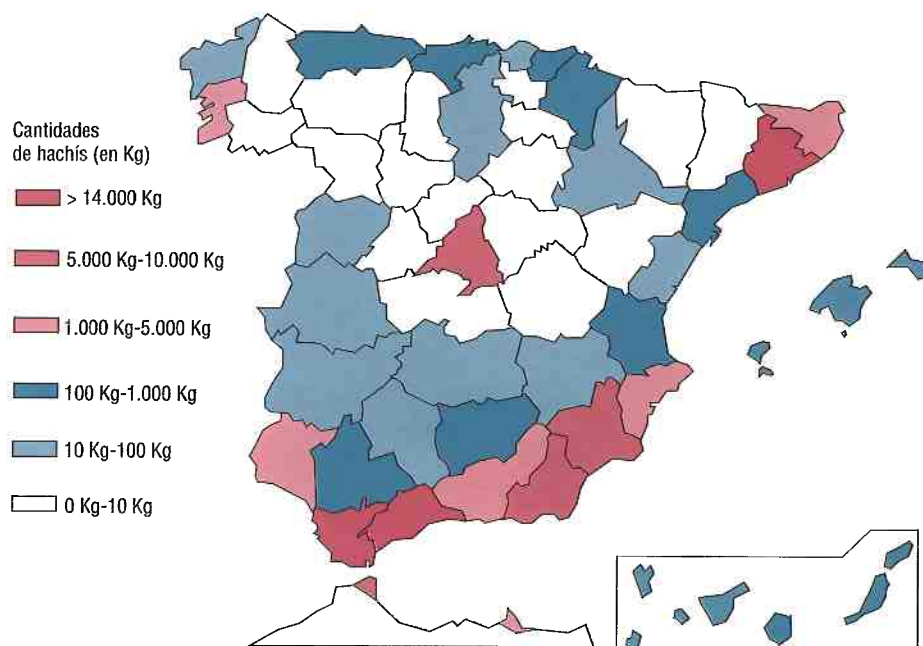 Cantidades
de hachís (en Kg)
> 14.000 Kg
5.000 Kg-10.000 Kg
1.000 Kg-5.000 Kg
100 Kg-1.000 Kg
10 Kg-100 Kg
0 Kg-10 Kg